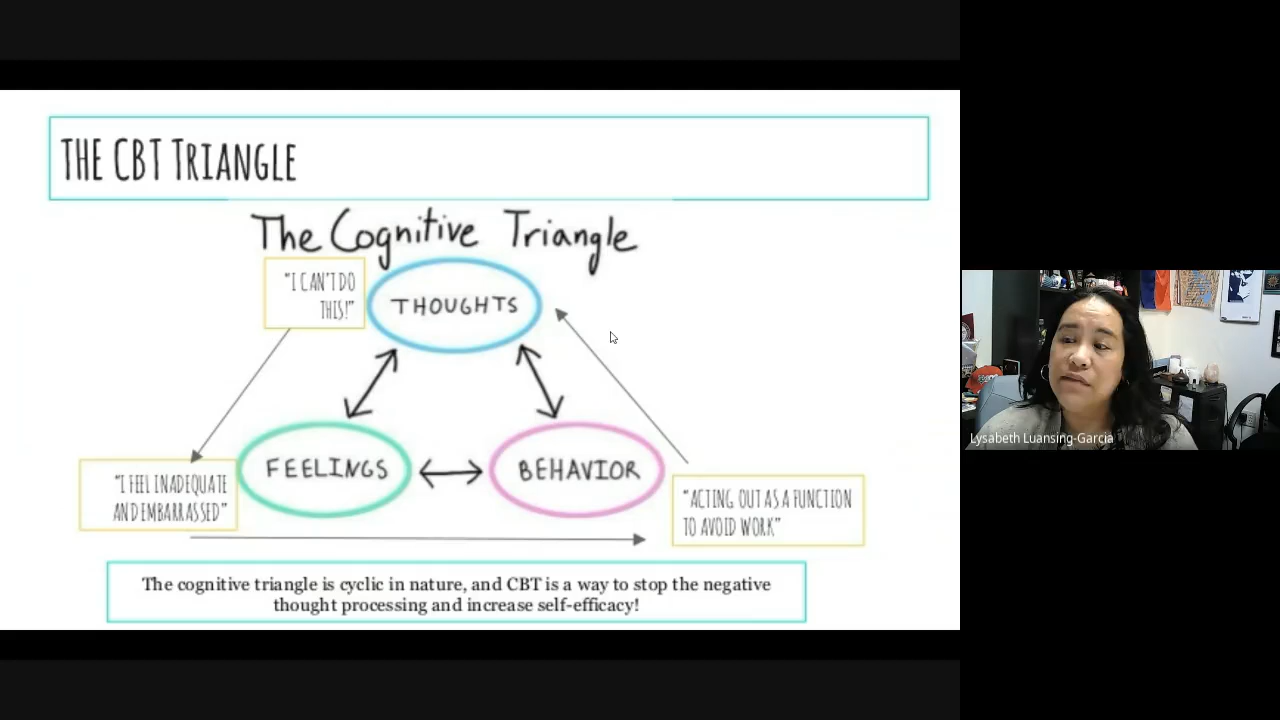 THE CBT TRIANGLE
The Cognitive Triangle
"I CAN'T DO
THIS!"
THOUGHTS
FEELINGS
BEHAVIOR
"I FEEL INADEQUATE
AND EMBARRASSED"
"ACTING OUT AS A FUNCTION
TO AVOID WORK"
The cognitive triangle is cyclic in nature, and CBT is a way to stop the negative
thought processing and increase self-efficacy!
Lysabeth Luansing-Garcia